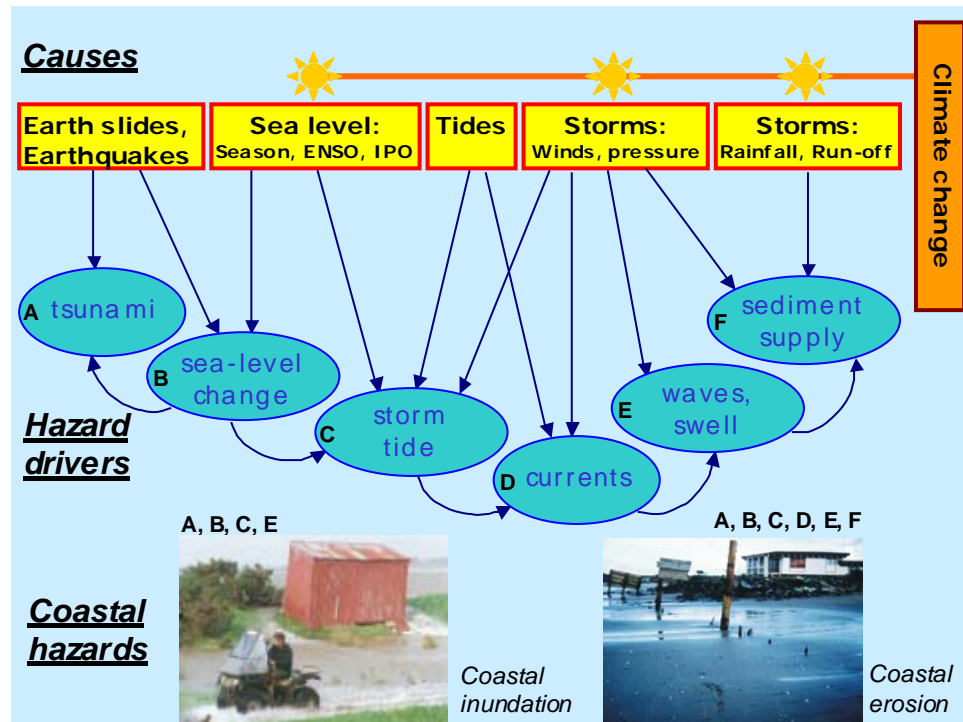 Causes
Climate change
Earth slides,
Earthquakes
Sea level:
Season, ENSO, IPO
Tides
Storms:
Winds, pressure
Storms:
Rainfall, Run-off
A tsunami
B sea-level
change
C storm
tide
D currents
E waves,
swell
F sediment
supply
Hazard
drivers
A, B, C, E
A, B, C, D, E, F
Coastal
hazards
Coastal
inundation
Coastal
erosion